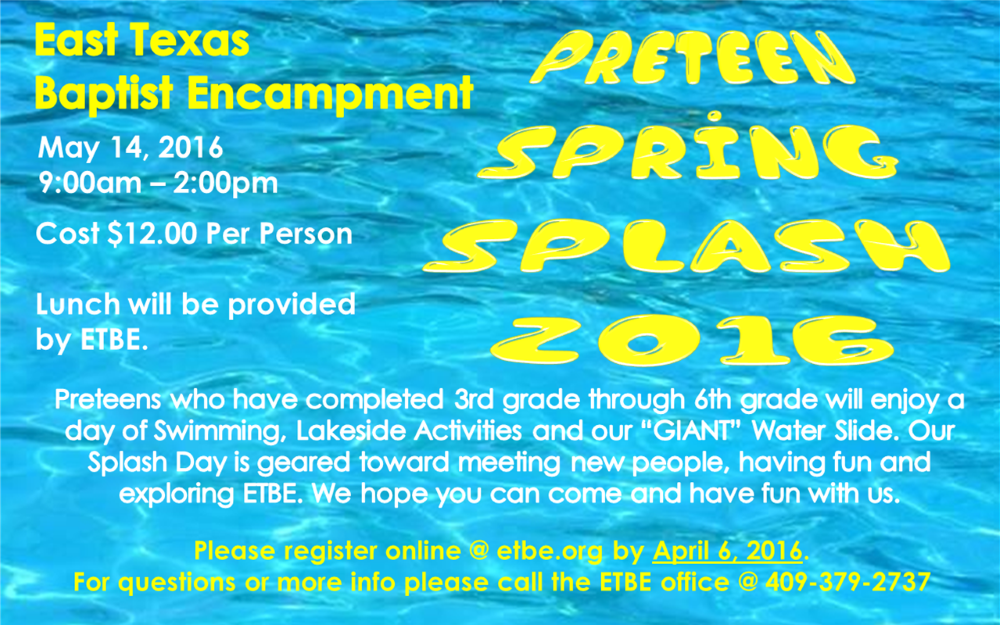 East Texas
Baptist Encampment
May 14, 2016
9:00am – 2:00pm
Cost $12.00 Per Person
Lunch will be provided
by ETBE.
PRETEEN
SPRING
SPLASH
2016
Preteens who have completed 3rd grade through 6th grade will enjoy a
day of Swimming, Lakeside Activities and our “GIANT” Water Slide. Our
Splash Day is geared toward meeting new people, having fun and
exploring ETBE. We hope you can come and have fun with us.
Please register online @ etbe.org by April 6, 2016.
For questions or more info please call the ETBE office @ 409-379-2737